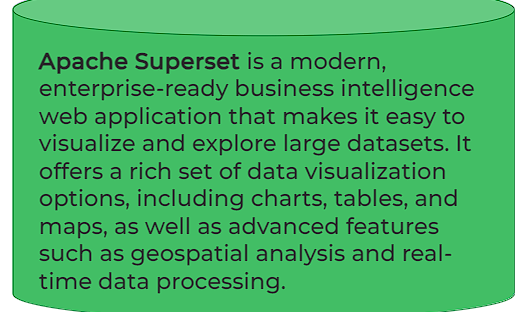 Apache Superset is a modern,
enterprise-ready business intelligence
web application that makes it easy to
visualize and explore large datasets. It
offers a rich set of data visualization
options, including charts, tables, and
maps, as well as advanced features
such as geospatial analysis and real-
time data processing.